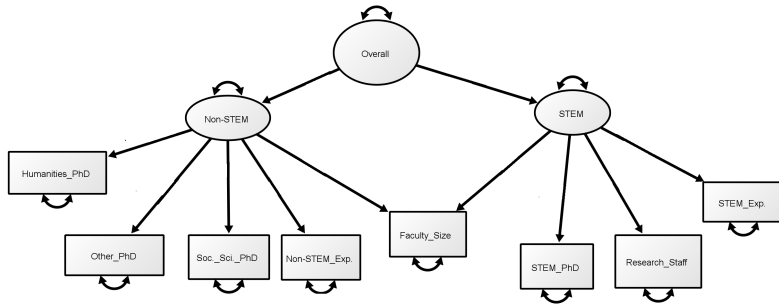 Overall
Non-STEM
STEM
Humanities_PhD
STEM_Exp.
Other_PhD
Soc._Sci._PhD
Non-STEM_Exp.
Faculty_Size
STEM_PhD
Research_Staff